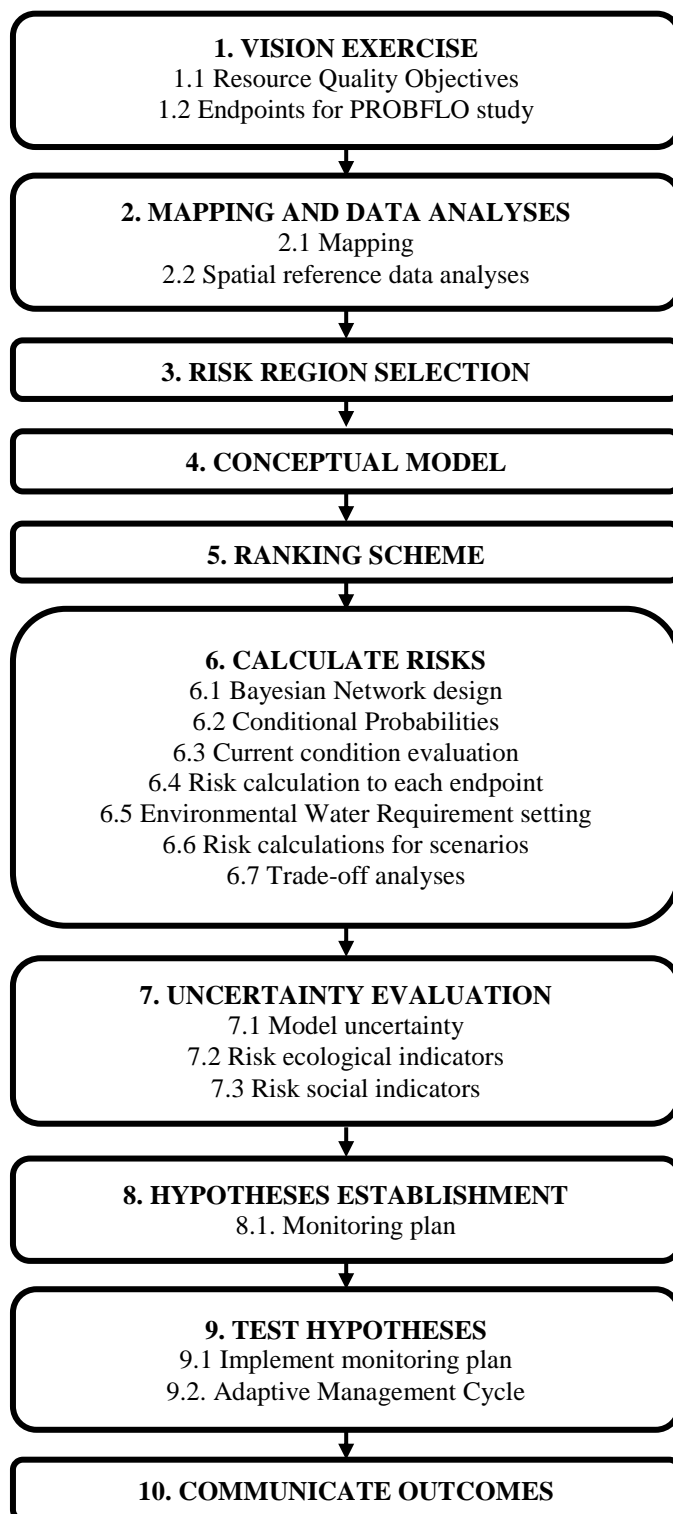 1. VISION EXERCISE
1.1 Resource Quality Objectives
1.2 Endpoints for PROBFLO study
2. MAPPING AND DATA ANALYSES
2.1 Mapping
2.2 Spatial reference data analyses
3. RISK REGION SELECTION
4. CONCEPTUAL MODEL
5. RANKING SCHEME
6. CALCULATE RISKS
6.1 Bayesian Network design
6.2 Conditional Probabilities
6.3 Current condition evaluation
6.4 Risk calculation to each endpoint
6.5 Environmental Water Requirement setting
6.6 Risk calculations for scenarios
6.7 Trade-off analyses
7. UNCERTAINTY EVALUATION
7.1 Model uncertainty
7.2 Risk ecological indicators
7.3 Risk social indicators
8. HYPOTHESES ESTABLISHMENT
8.1. Monitoring plan
9. TEST HYPOTHESES
9.1 Implement monitoring plan
9.2. Adaptive Management Cycle
10. COMMUNICATE OUTCOMES